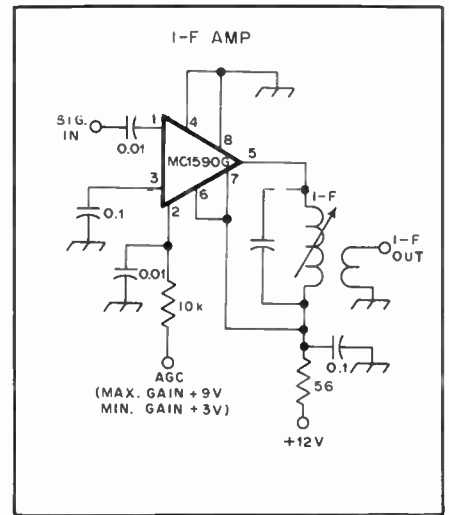 I-F AMP
SIG.
IN
0.01
1
4
8
MC1590G
5
3
2
6
7
0.1
0.01
10k
I-F
I-F
OUT
AGC
(MAX. GAIN +9V
MIN. GAIN +3V)
0.1
56
+12V